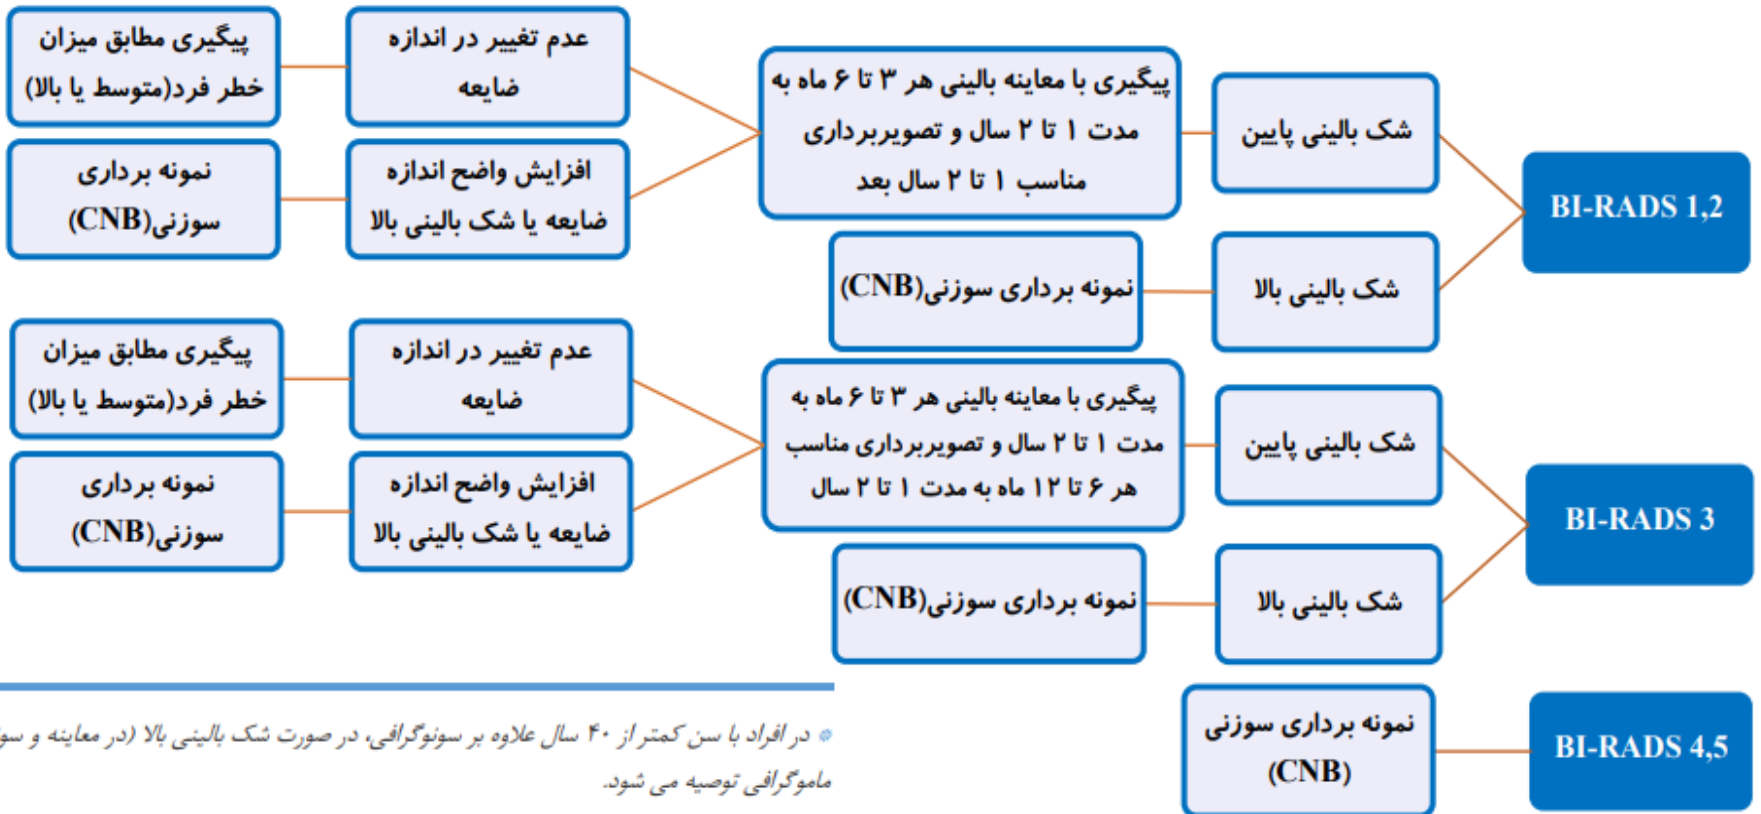 BI-RADS 1,2
شک بالینی پایین
پیگیری با معاینه بالینی هر ۳ تا ۶ ماه به
مدت ۱ تا ۲ سال و تصویربرداری
مناسب ۱ تا ۲ سال بعد
عدم تغییر در اندازه
ضایعه
پیگیری مطابق میزان
خطر فرد(متوسط یا بالا)
افزایش واضح اندازه
ضایعه یا شک بالینی بالا
نمونه برداری
سوزنی(CNB)
شک بالینی بالا
نمونه برداری سوزنی(CNB)
BI-RADS 3
شک بالینی پایین
پیگیری با معاینه بالینی هر ۳ تا ۶ ماه به
مدت ۱ تا ۲ سال و تصویربرداری مناسب
هر ۶ تا ۱۲ ماه به مدت ۱ تا ۲ سال
عدم تغییر در اندازه
ضایعه
پیگیری مطابق میزان
خطر فرد(متوسط یا بالا)
افزایش واضح اندازه
ضایعه یا شک بالینی بالا
نمونه برداری
سوزنی(CNB)
شک بالینی بالا
نمونه برداری سوزنی(CNB)
BI-RADS 4,5
نمونه برداری سوزنی
(CNB)
* در افراد با سن کمتر از ۴۰ سال علاوه بر سونوگرافی، در صورت شک بالینی بالا (در معاینه و
ماموگرافی توصیه می شود.